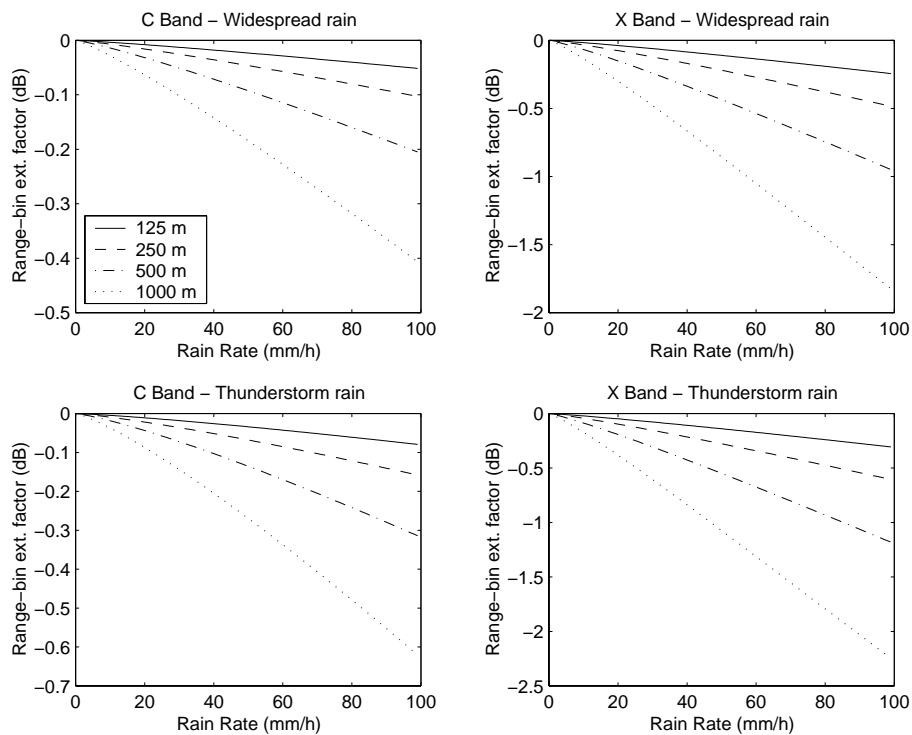 C Band – Widespread rain
0
–0.1
–0.2
–0.3
–0.4
–0.5
Range–bin ext. factor (dB)
125 m
250 m
500 m
1000 m
0 20 40 60 80 100
Rain Rate (mm/h)
X Band – Widespread rain
0
–0.5
–1
–1.5
–2
Range–bin ext. factor (dB)
0 20 40 60 80 100
Rain Rate (mm/h)
C Band – Thunderstorm rain
0
–0.1
–0.2
–0.3
–0.4
–0.5
–0.6
–0.7
Range–bin ext. factor (dB)
0 20 40 60 80 100
Rain Rate (mm/h)
X Band – Thunderstorm rain
0
–0.5
–1
–1.5
–2
–2.5
Range–bin ext. factor (dB)
0 20 40 60 80 100
Rain Rate (mm/h)